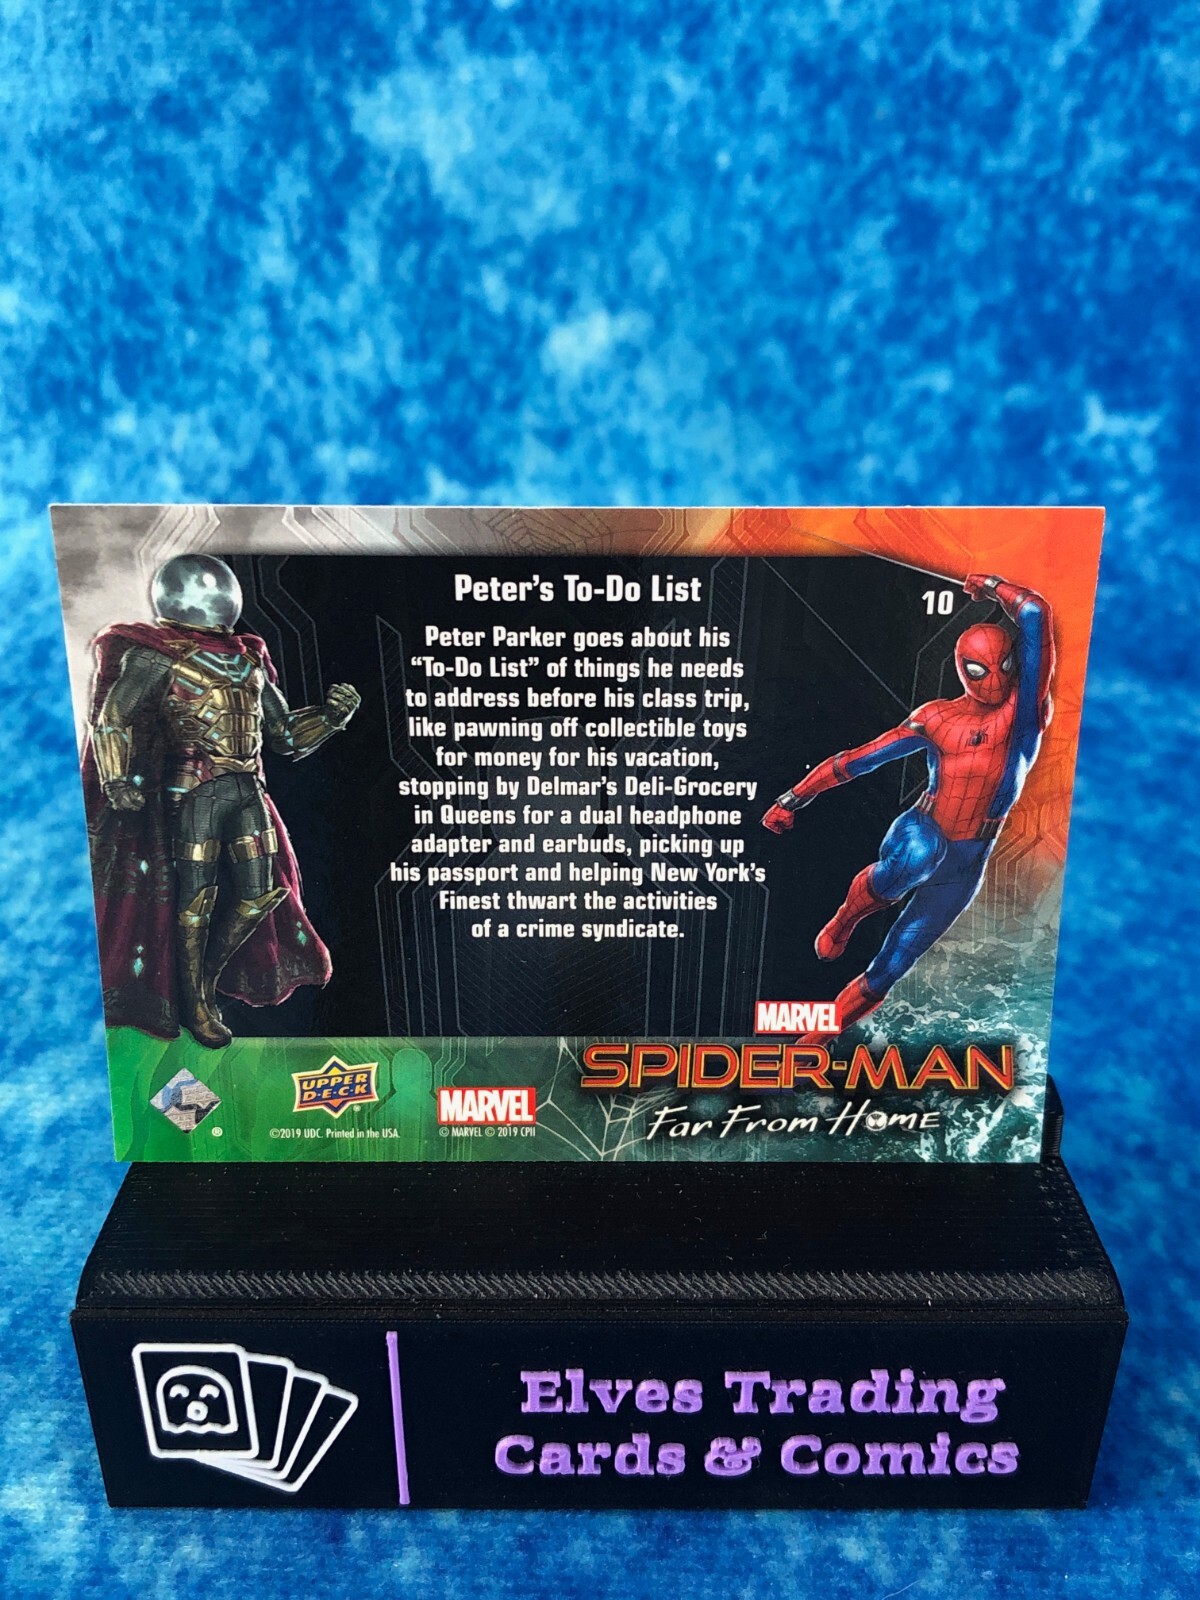 Peter's To-Do List
10
Peter Parker goes about his
“To-Do List” of things he needs
to address before his class trip,
like pawning off collectible toys
for money for his vacation,
stopping by Delmar's Deli-Grocery
in Queens for a dual headphone
adapter and earbuds, picking up
his passport and helping New York's
Finest thwart the activities
of a crime syndicate.
MARVEL
SPIDER-MAN
Far From Home
UPPER
D·E·C·K
®
®
©2019 UDC. Printed in the USA.
MARVEL
© MARVEL © 2019 CPII
Elves Trading
Cards & Comics